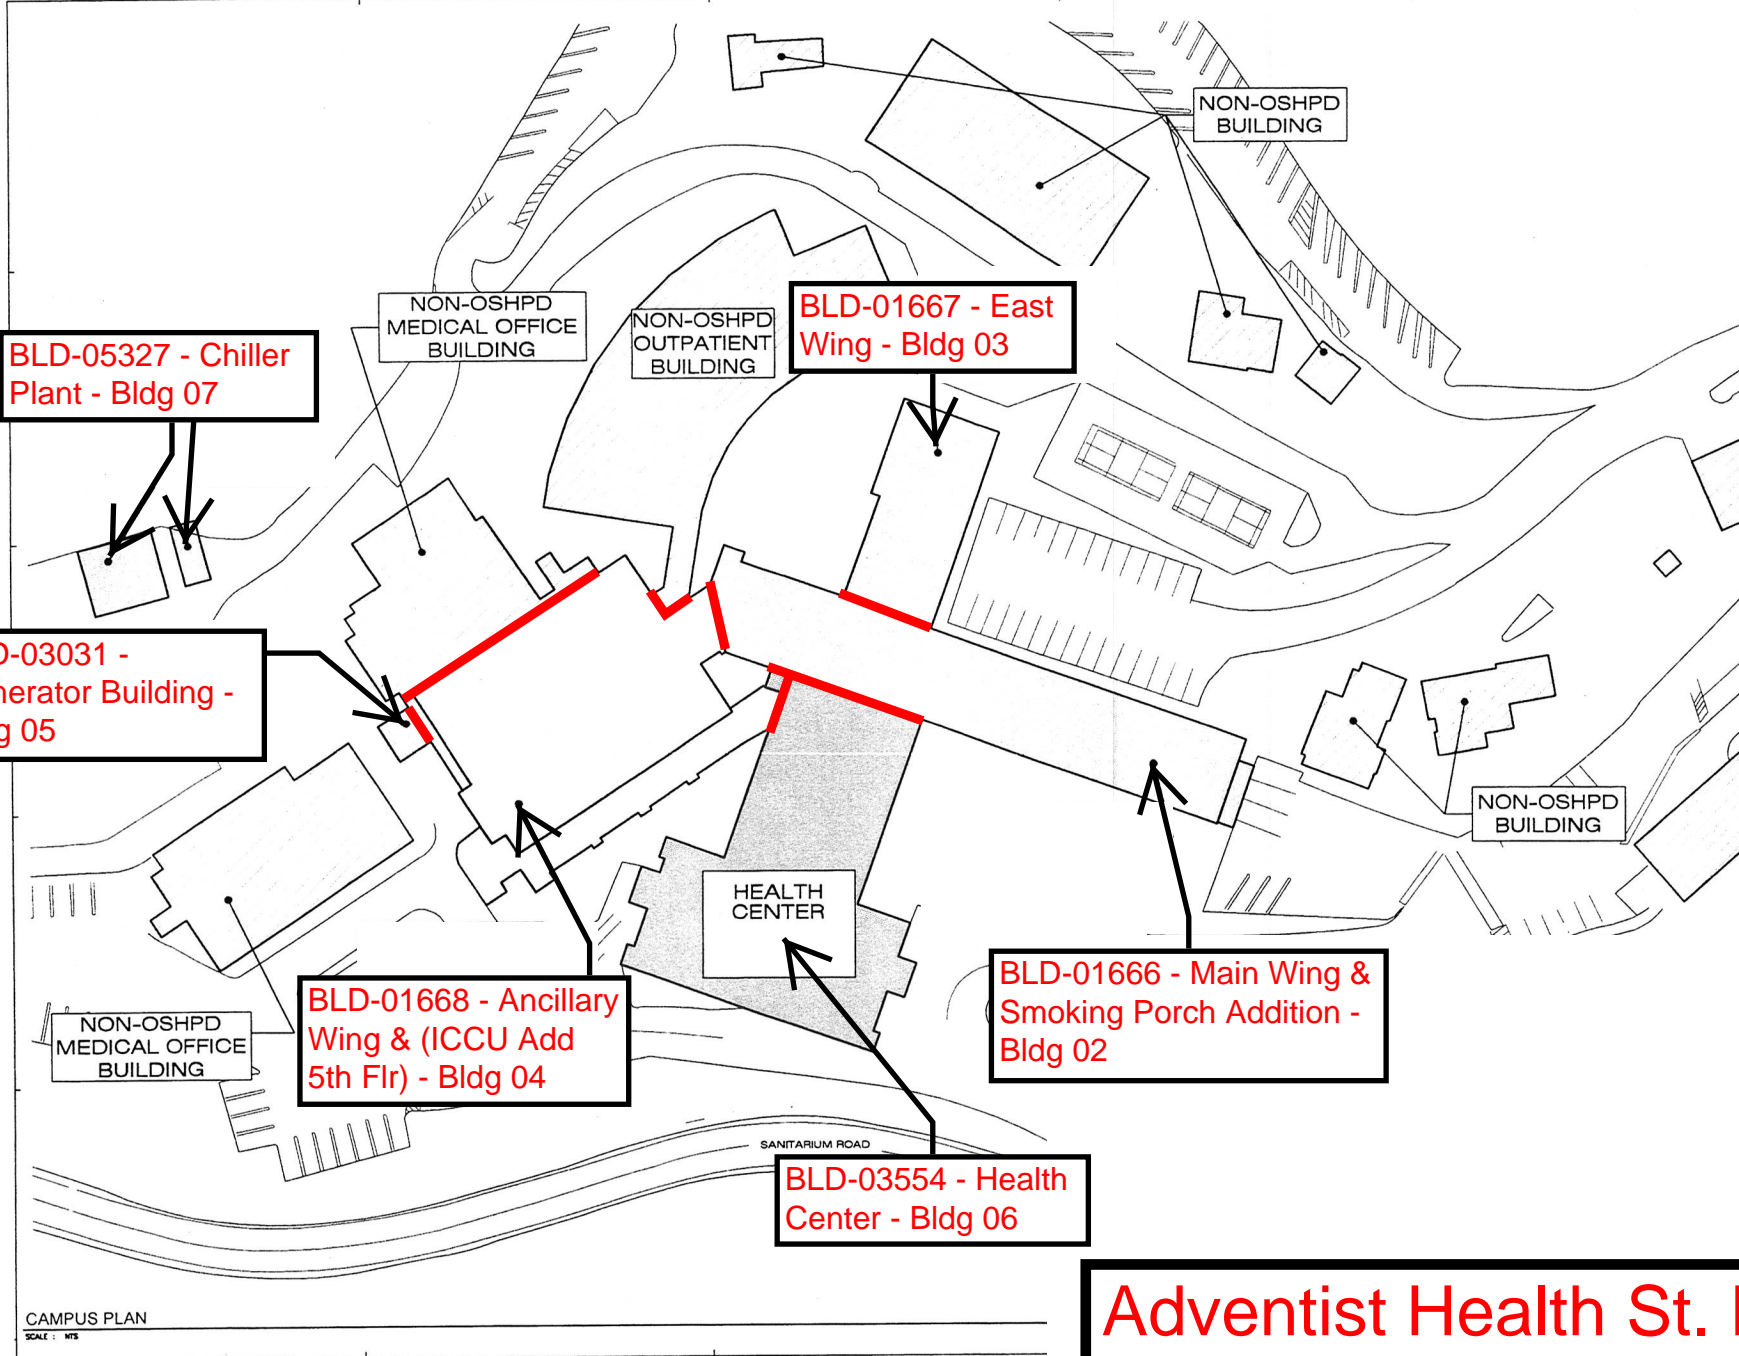 NON-OSHPD
BUILDING
NON-OSHPD
MEDICAL OFFICE
BUILDING
NON-OSHPD
OUTPATIENT
BUILDING
BLD-01667 - East
Wing - Bldg 03
BLD-05327 - Chiller
Plant - Bldg 07
D-03031 -
nerator Building -
g 05
NON-OSHPD
BUILDING
HEALTH
CENTER
BLD-01668 - Ancillary
Wing & (ICCU Add
5th Flr) - Bldg 04
BLD-01666 - Main Wing &
Smoking Porch Addition -
Bldg 02
NON-OSHPD
MEDICAL OFFICE
BUILDING
SANITARIUM ROAD
BLD-03554 - Health
Center - Bldg 06
Adventist Health St.
CAMPUS PLAN
SCALE : NTS